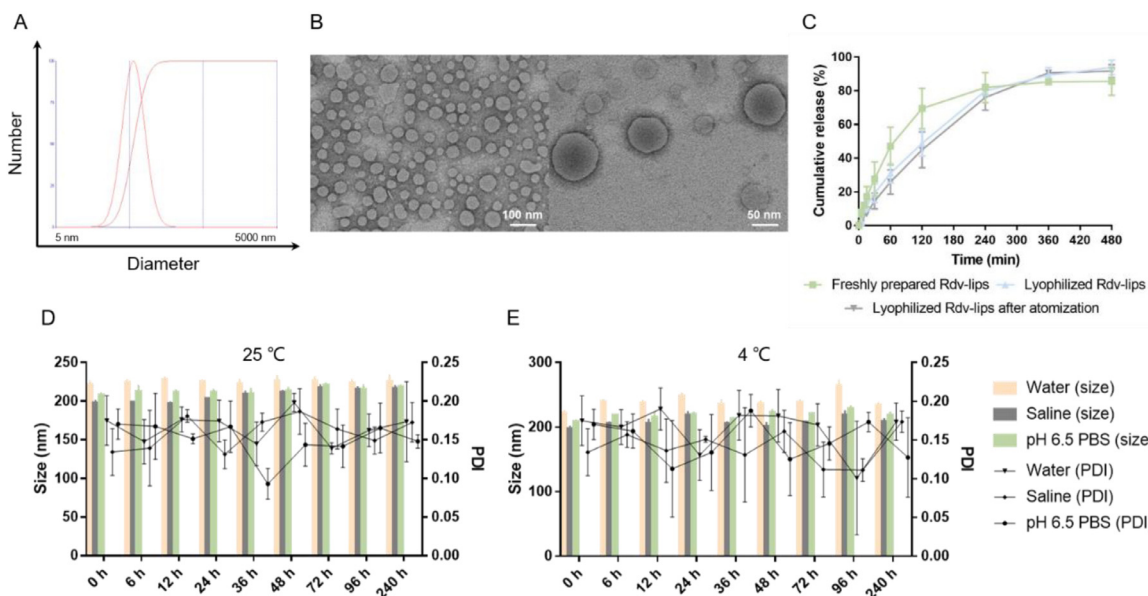 A
Number
5 nm
5000 nm
Diameter
B
100 nm
50 nm
C
Cumulative release (%)
100
80
60
40
20
0
0 60 120 180 240 300 360 420 480
Time (min)
Freshly prepared Rdv-lips
Lyophilized Rdv-lips
Lyophilized Rdv-lips after atomization
D
25 ℃
Size (nm)
250
200
150
100
50
0
0.25
0.20
0.15
0.10
0.05
0.00
PDI
0 h 6 h 12 h 24 h 36 h 48 h 72 h 96 h 240 h
E
4 ℃
Size (nm)
300
200
100
0
0.25
0.20
0.15
0.10
0.05
0.00
PDI
0 h 6 h 12 h 24 h 36 h 48 h 72 h 96 h 240 h
Water (size)
Saline (size)
pH 6.5 PBS (size
Water (PDI)
Saline (PDI)
pH 6.5 PBS (PDI